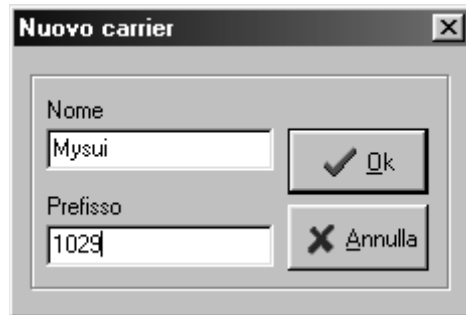 Nuovo carrier
Nome
Mysui
Ok
Prefisso
1029
Annulla